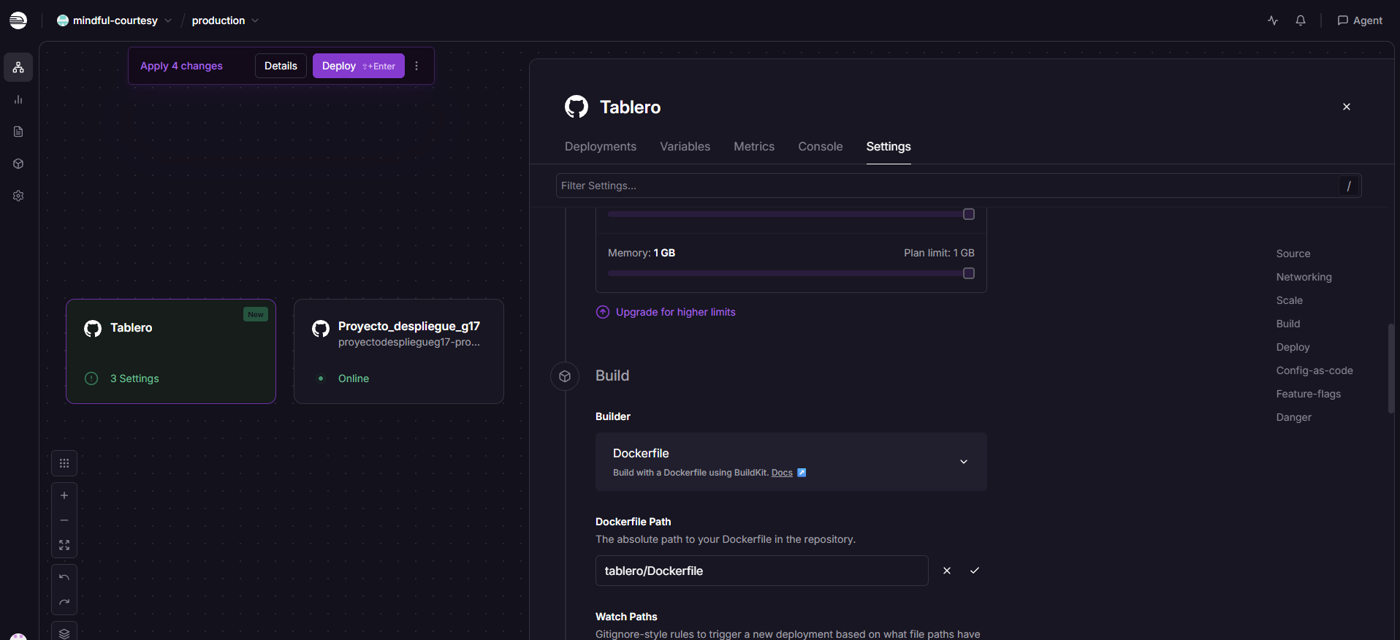 mindful-courtesy / production
Agent
Apply 4 changes
Details
Deploy ⇧+Enter
Tablero
Deployments Variables Metrics Console Settings
Filter Settings... /
Memory: 1 GB Plan limit: 1 GB
Upgrade for higher limits
Source
Networking
Scale
Build
Deploy
Config-as-code
Feature-flags
Danger
New
Tablero
3 Settings
Proyecto_despliegue_g17
proyectodespliegueg17-pro...
Online
Build
Builder
Dockerfile
Build with a Dockerfile using BuildKit. Docs
Dockerfile Path
The absolute path to your Dockerfile in the repository.
tablero/Dockerfile
Watch Paths
Gitignore-style rules to trigger a new deployment based on what file paths have